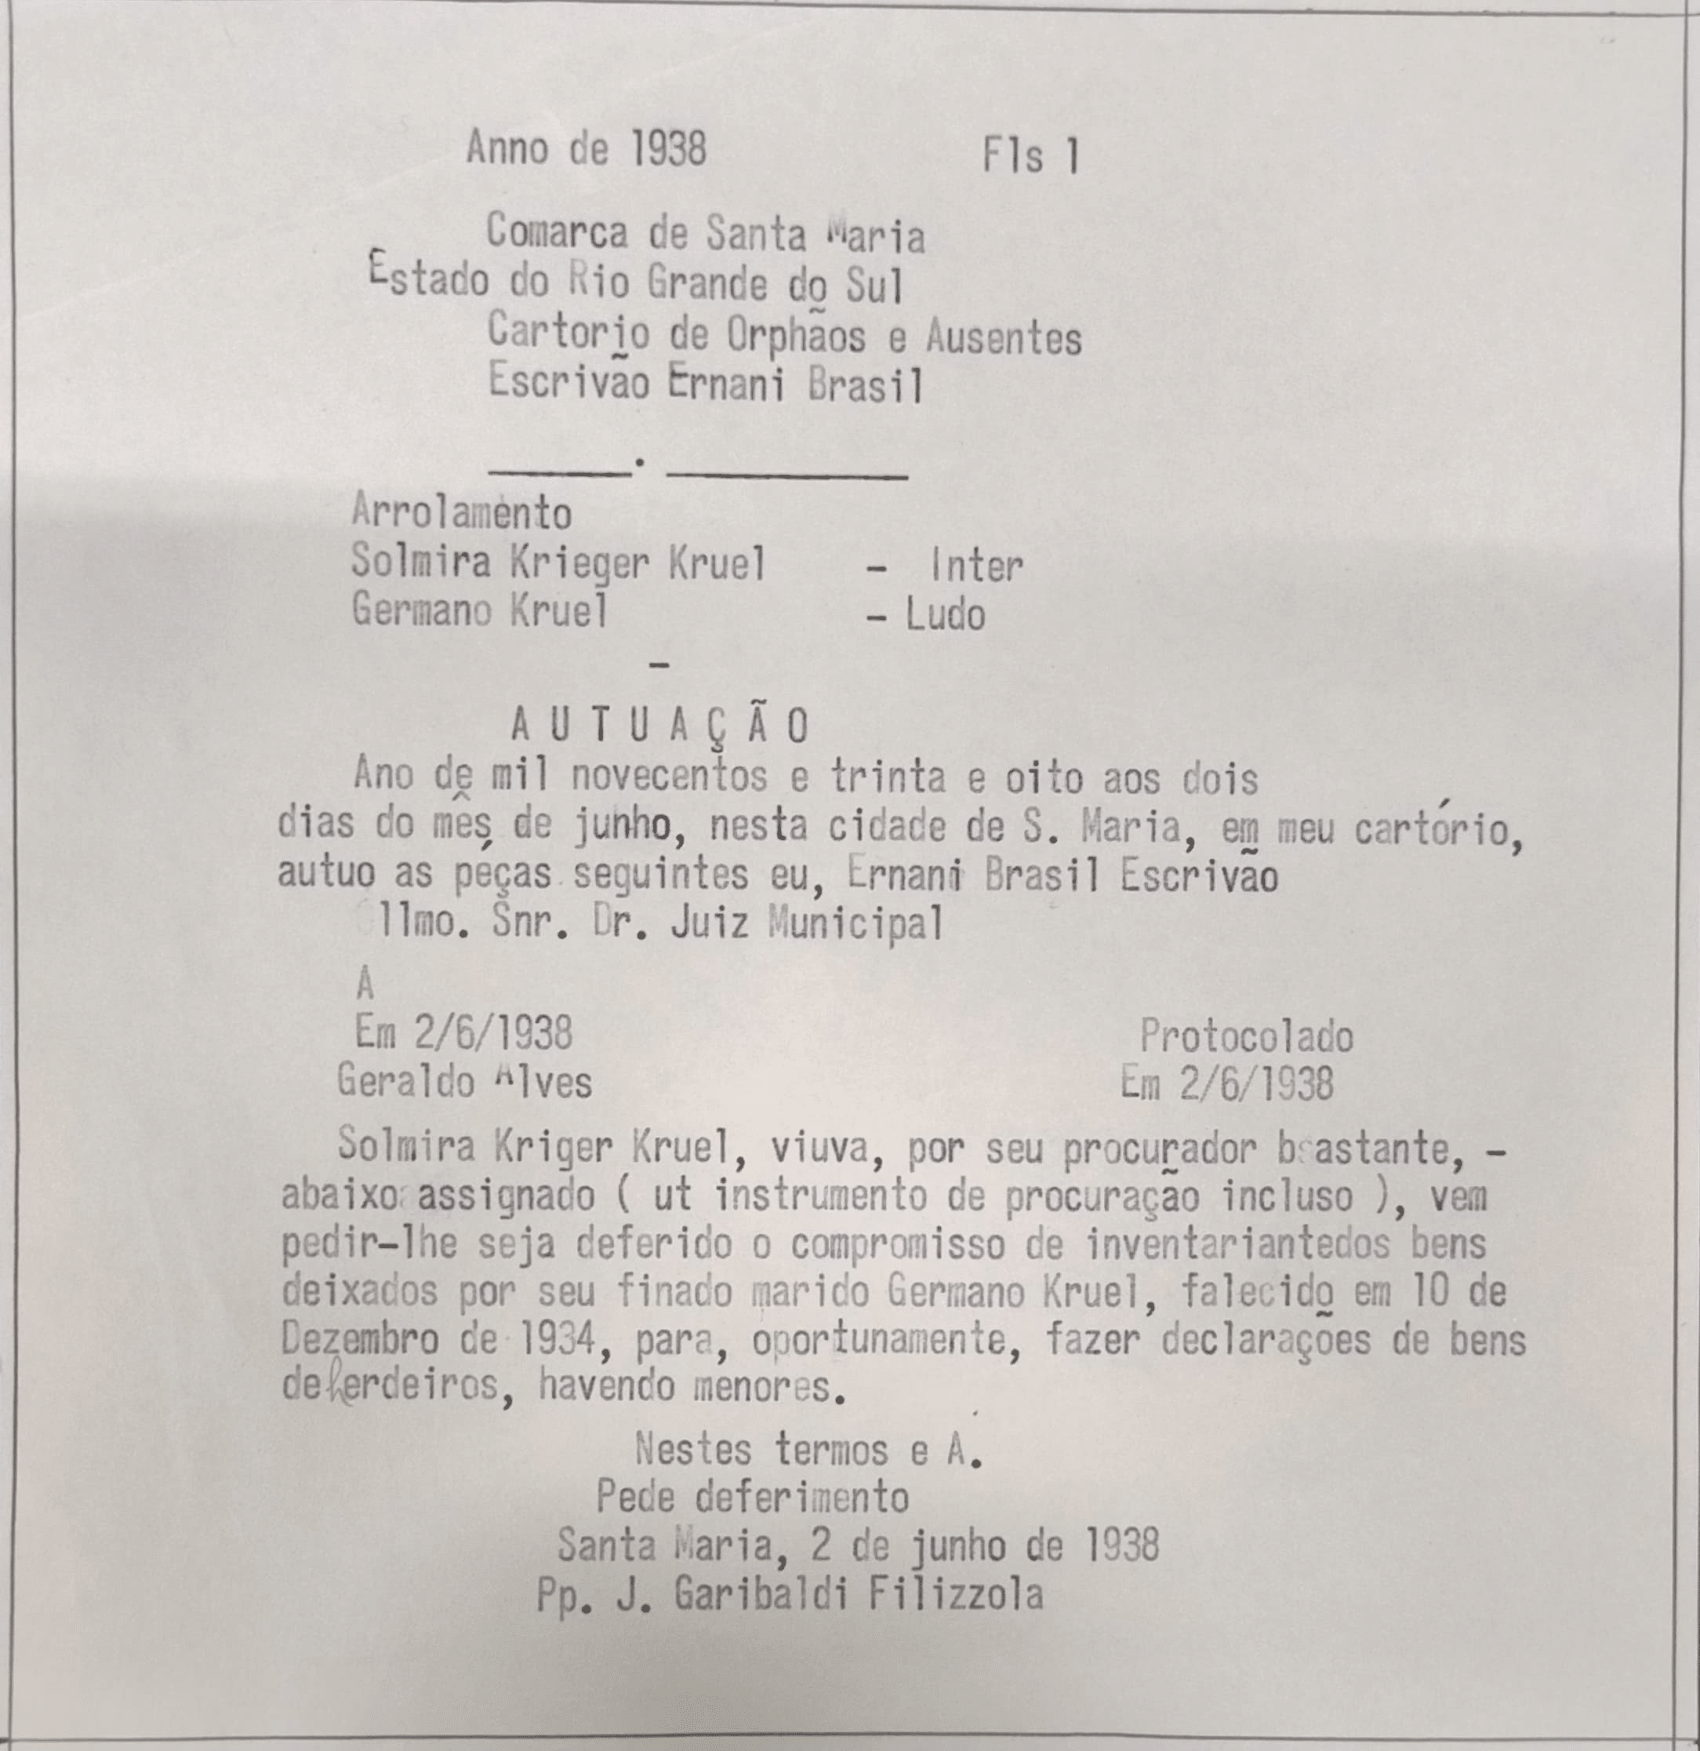 Anno de 1938 Fls 1
Comarca de Santa Maria
Estado do Rio Grande do Sul
Cartorio de Orphãos e Ausentes
Escrivão Ernani Brasil
Arrolamento
Solmira Krieger Kruel - Inter
Germano Kruel - Ludo
-
AUTUAÇÃO
Ano de mil novecentos e trinta e oito aos dois
dias do mês de junho, nesta cidade de S. Maria, em meu cartório,
autuo as péças seguintes eu, Ernani Brasil Escrivão
Ilmo. Snr. Dr. Juiz Municipal
A
Em 2/6/1938 Protocolado
Geraldo Alves Em 2/6/1938
Solmira Kriger Kruel, viuva, por seu procurador bastante, -
abaixo assignado ( ut instrumento de procuração incluso ), vem
pedir-lhe seja deferido o compromisso de inventariantedos bens
deixados por seu finado marido Germano Kruel, falecido em 10 de
Dezembro de 1934, para, oportunamente, fazer declarações de bens
deherdeiros, havendo menores.
Nestes termos e A.
Pede deferimento
Santa Maria, 2 de junho de 1938
Pp. J. Garibaldi Filizzola